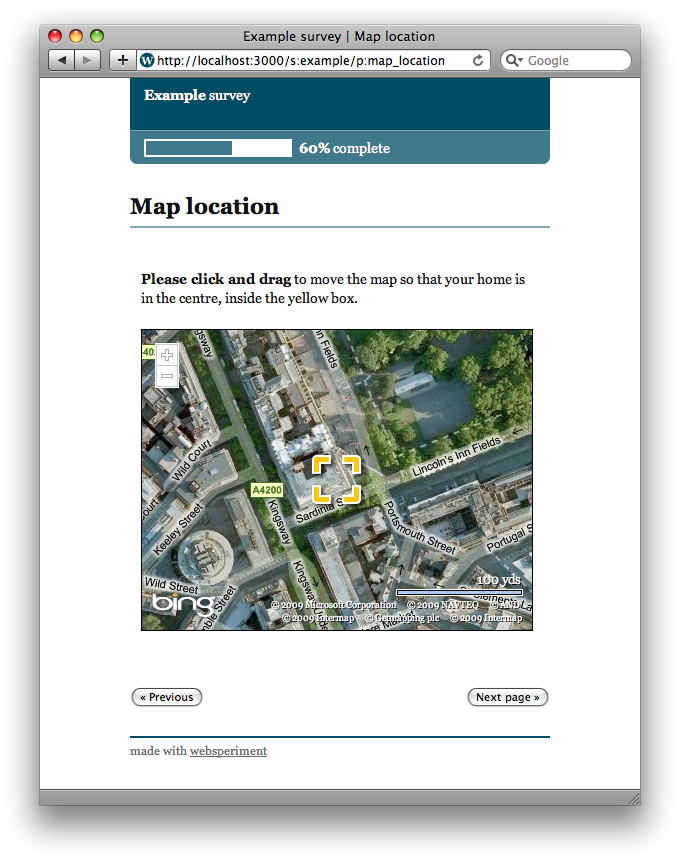 Example survey | Map location
http://localhost:3000/s:example/p:map_location
Google
Example survey
60% complete
Map location
Please click and drag to move the map so that your home is
in the centre, inside the yellow box.
Kingsway
Inn Fields
Wild Court
Lincoln's Inn Fields
A4200
Court
Kingsway
Sardinia S
Keeley Street
Portsmouth Street
Portugal S
Kingsway
100 yds
Wild Street
bing
© 2009 Microsoft Corporation © 2009 NAVTEQ © AND
© 2009 Intermap © Getmapping plc © 2009 Intermap
« Previous
Next page »
made with websperiment